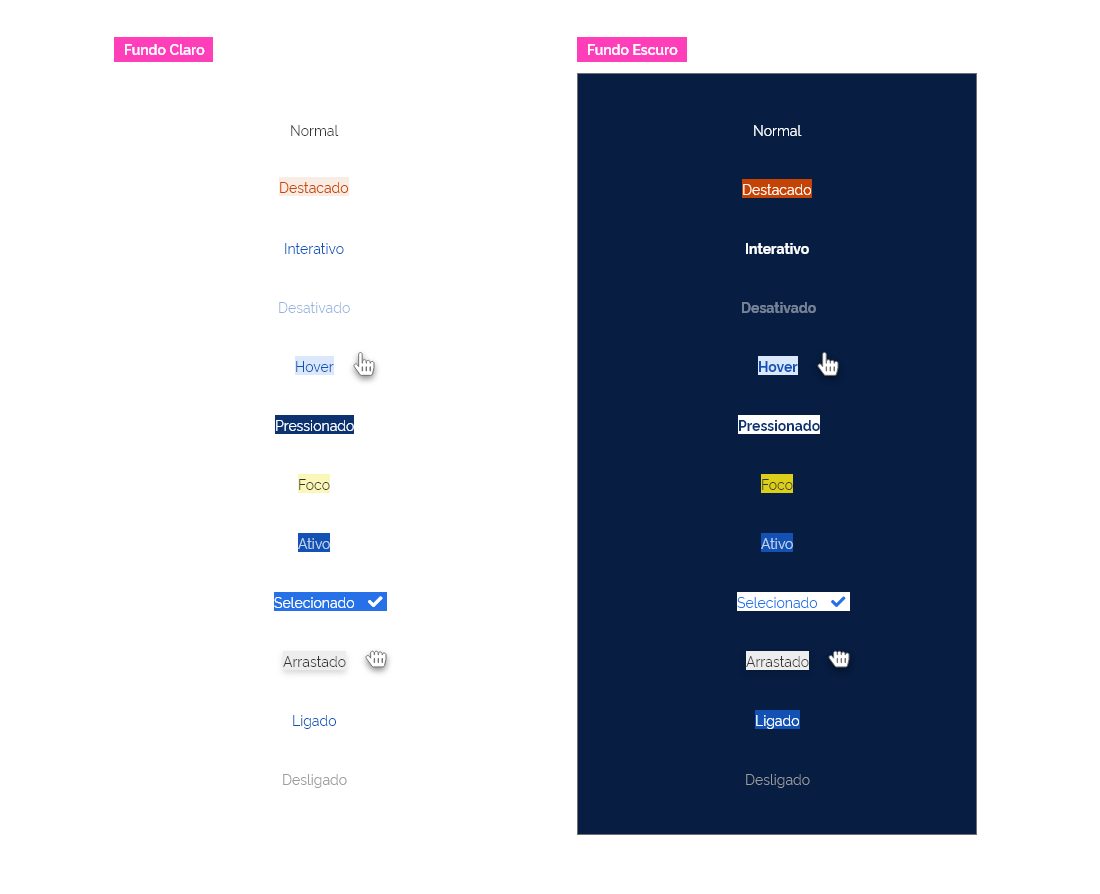 Fundo Claro
Normal
Destacado
Interativo
Desativado
Hover
Pressionado
Foco
Ativo
Selecionado
Arrastado
Ligado
Desligado
Fundo Escuro
Normal
Destacado
Interativo
Desativado
Hover
Pressionado
Foco
Ativo
Selecionado
Arrastado
Ligado
Desligado